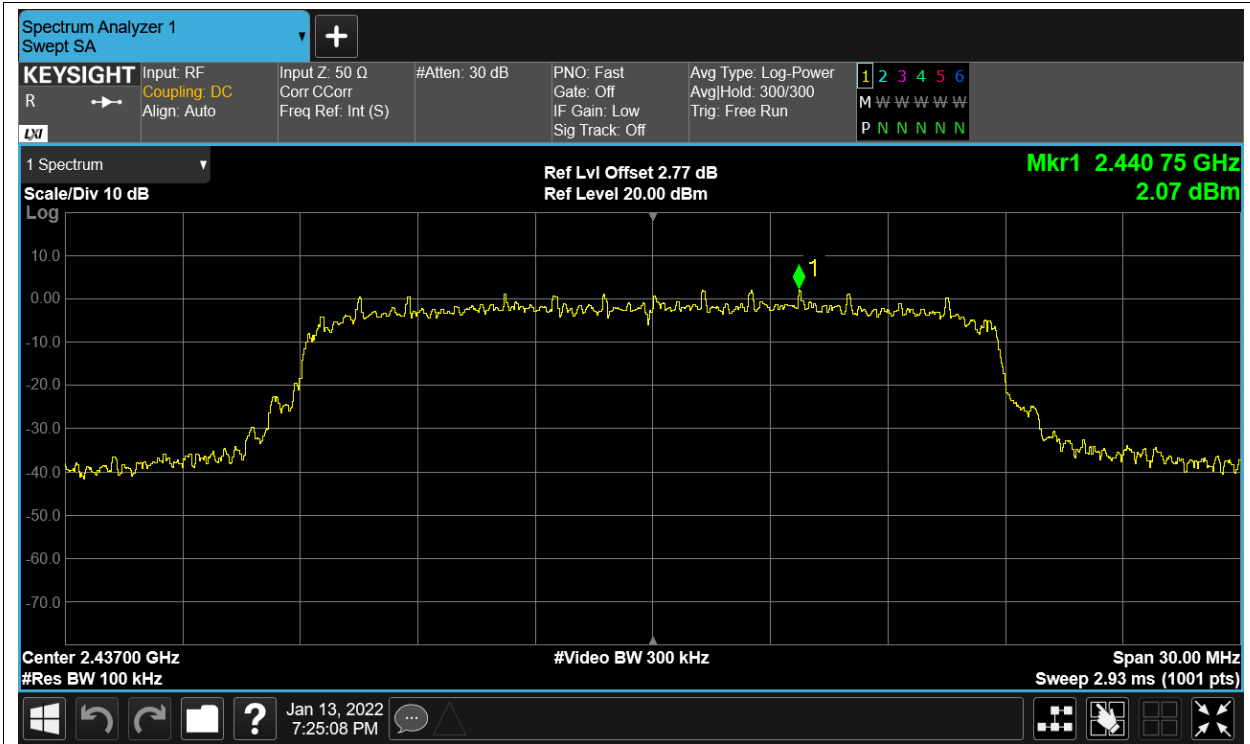 Spectrum Analyzer 1
Swept SA
KEYSIGHT
R
LXI
Input: RF
Coupling: DC
Align: Auto
Input Z: 50 Ω
Corr CCorr
Freq Ref: Int (S)
#Atten: 30 dB
PNO: Fast
Gate: Off
IF Gain: Low
Sig Track: Off
Avg Type: Log-Power
Avg|Hold: 300/300
Trig: Free Run
1 2 3 4 5 6
M W W W W W
P N N N N N
1 Spectrum
Scale/Div 10 dB
Ref Lvl Offset 2.77 dB
Ref Level 20.00 dBm
Mkr1 2.440 75 GHz
2.07 dBm
Log
10.0
0.00
-10.0
-20.0
-30.0
-40.0
-50.0
-60.0
-70.0
1
Center 2.43700 GHz
#Video BW 300 kHz
Span 30.00 MHz
#Res BW 100 kHz
Sweep 2.93 ms (1001 pts)
?
Jan 13, 2022
7:25:08 PM